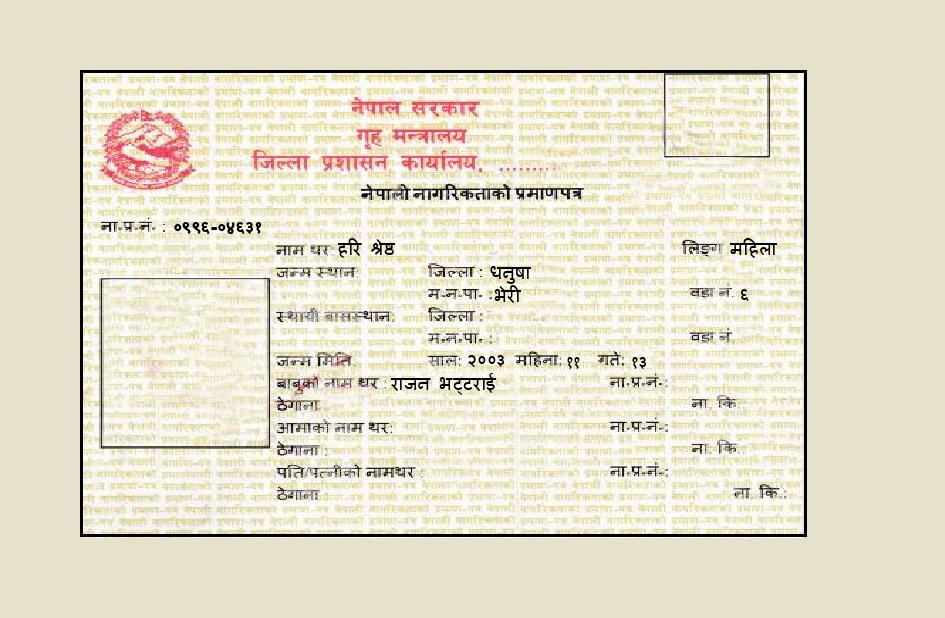 नेपाल सरकार
गृह मन्त्रालय
जिल्ला प्रशासन कार्यालय, .........
नेपाली नागरिकताको प्रमाणपत्र
ना.प्र.नं. : ०९९६-०४६३१
नाम थर हरि श्रेष्ठ लिङ्ग महिला
जन्म स्थान: जिल्ला : धनुषा
म.न.पा. :भेरी वडा नं. ६
स्थायी बासस्थान: जिल्ला :
म.न.पा. : वडा नं
जन्म मिति: साल: २००३ महिना: ११ गते: १३
बाबुको नाम थर : राजन भट्टराई ना.प्र.नं.:
ठेगाना ना. कि.
आमाको नाम थर: ना.प्र.नं.:
ठेगाना : ना. कि.
पति/पत्नीको नामथर : ना.प्र.नं.:
ठेगाना : ना. कि.: